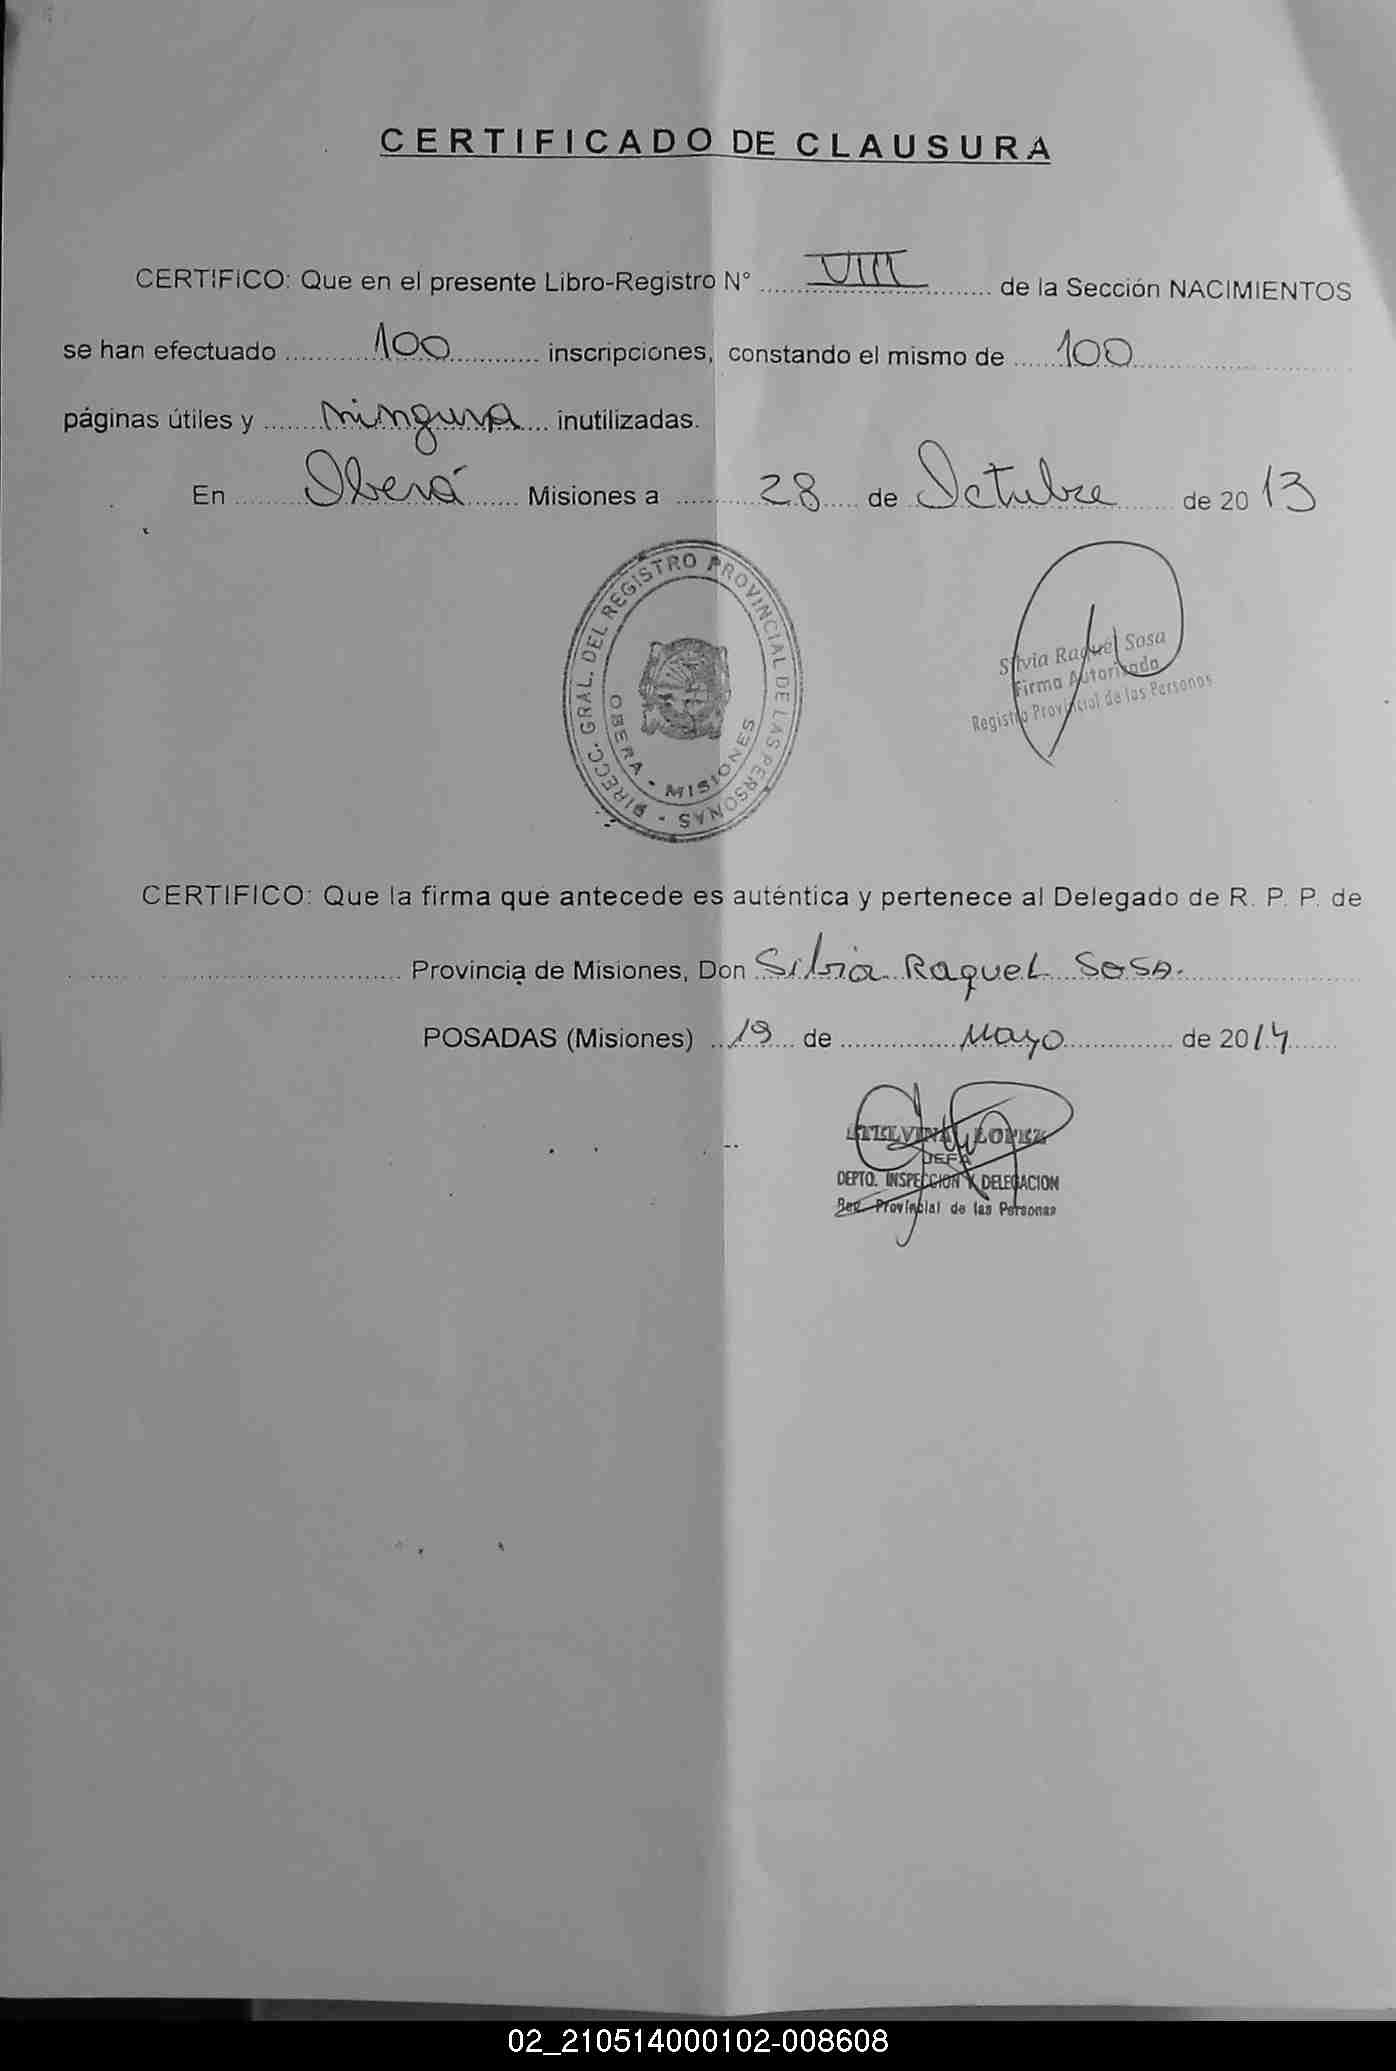 CERTIFICADO DE CLAUSURA
CERTIFICO: Que en el presente Libro-Registro N° VIII de la Sección NACIMIENTOS
se han efectuado 100 inscripciones, constando el mismo de 100
páginas útiles y ninguna inutilizadas.
En Oberá Misiones a 28 de Octubre de 2013
DIRECC. GRAL. DEL REGISTRO PROVINCIAL DE LAS PERSONAS -
OBERA - MISIONES
Silvia Raquel Sosa
Firma Autorizada
Registro Provincial de las Personas
CERTIFICO: Que la firma que antecede es auténtica y pertenece al Delegado de R. P. P. de
Provincia de Misiones, Don Silvia Raquel Sosa.
POSADAS (Misiones) 19 de Mayo de 2014
LOPEZ
JEFA
DEPTO. INSPECCION Y DELEGACION
Reg. Provincial de las Personas
02_210514000102-008608